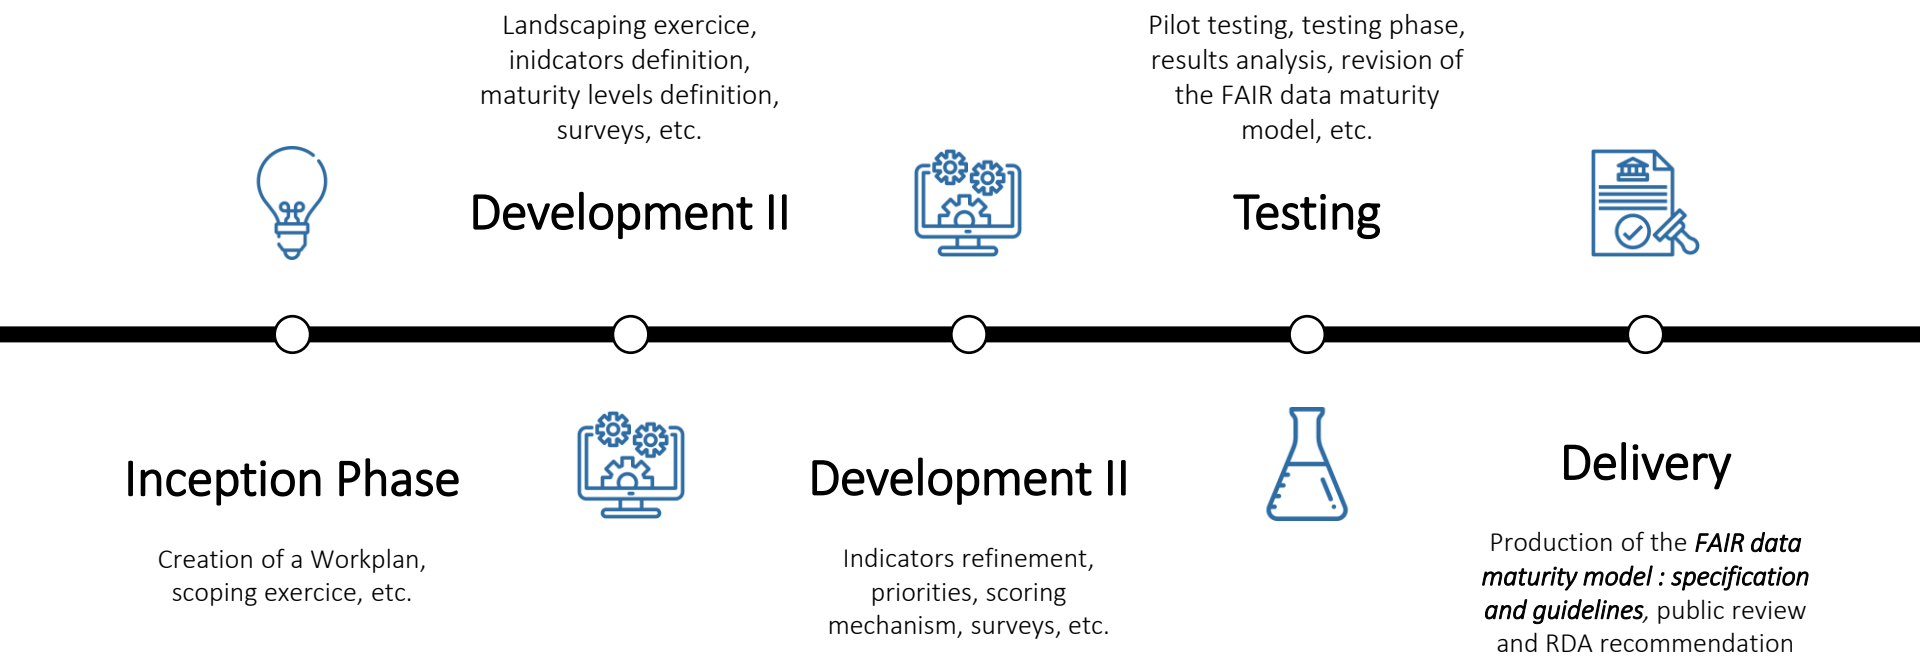 Landscaping exercice,
inidcators definition,
maturity levels definition,
surveys, etc.
Development II
Pilot testing, testing phase,
results analysis, revision of
the FAIR data maturity
model, etc.
Testing
Inception Phase
Creation of a Workplan,
scoping exercice, etc.
Development II
Indicators refinement,
priorities, scoring
mechanism, surveys, etc.
Delivery
Production of the FAIR data
maturity model : specification
and guidelines, public review
and RDA recommendation